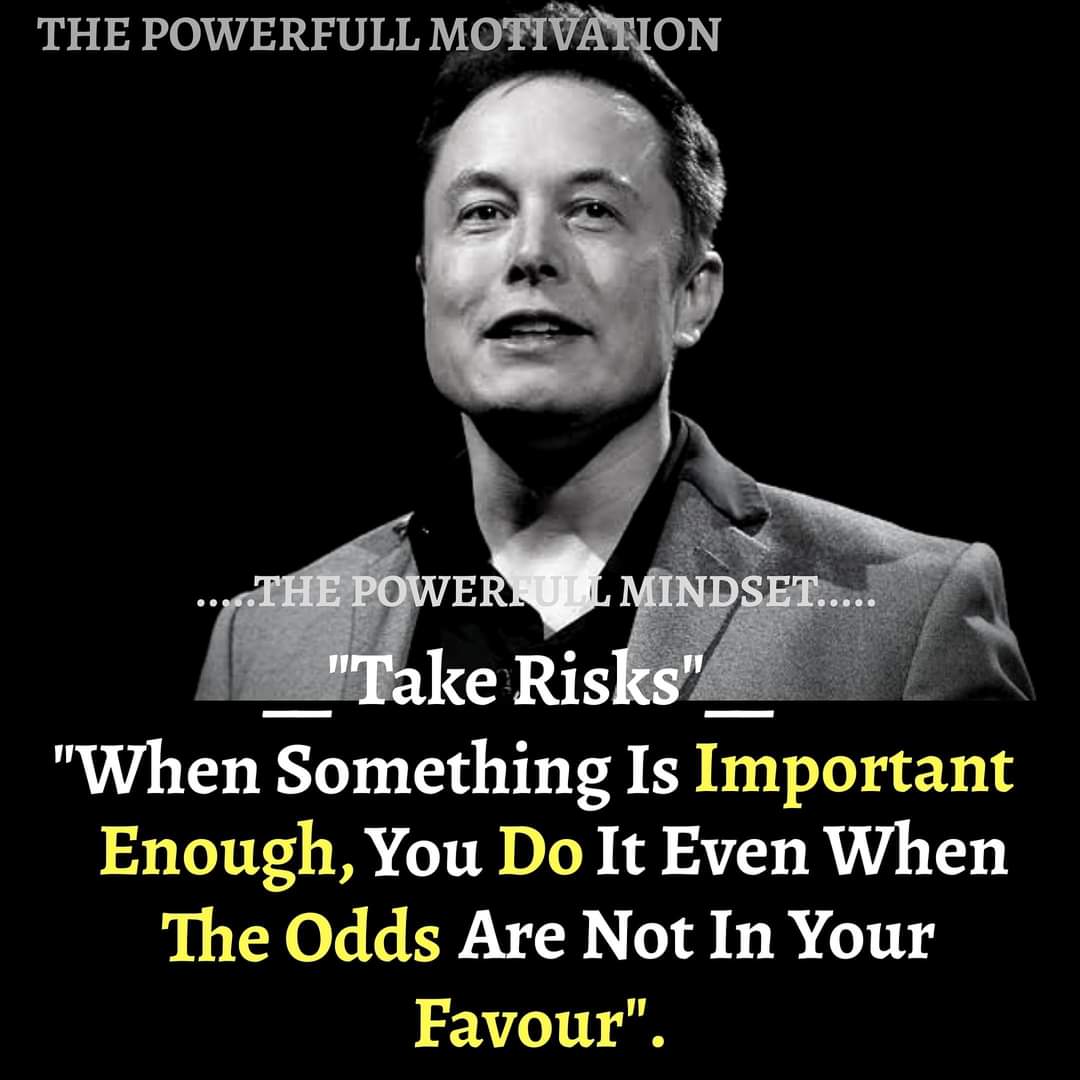 THE POWERFULL MOTIVATION
.....THE POWERFULL MINDSET.....
__"Take Risks"__
"When Something Is Important
Enough, You Do It Even When
The Odds Are Not In Your
Favour".